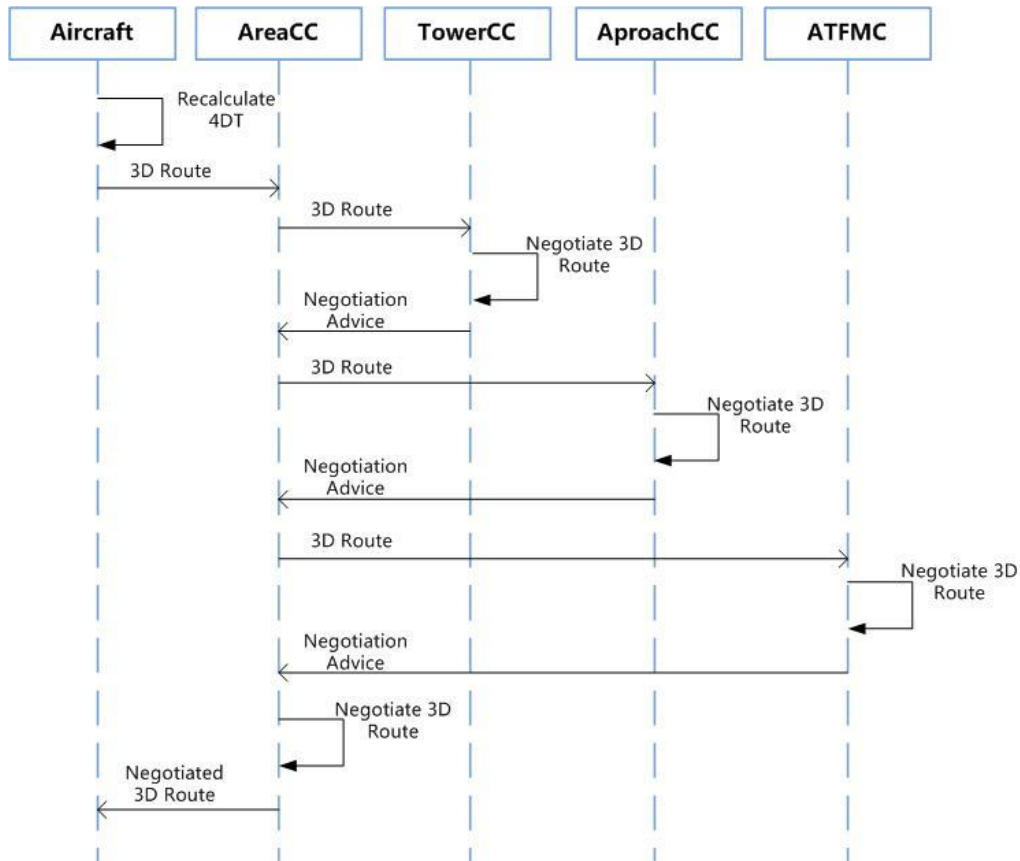 Aircraft
AreaCC
TowerCC
AproachCC
ATFMC
Recalculate
4DT
3D Route
3D Route
Negotiate 3D
Route
Negotiation
Advice
3D Route
Negotiate 3D
Route
Negotiation
Advice
3D Route
Negotiate 3D
Route
Negotiation
Advice
Negotiate 3D
Route
Negotiated
3D Route